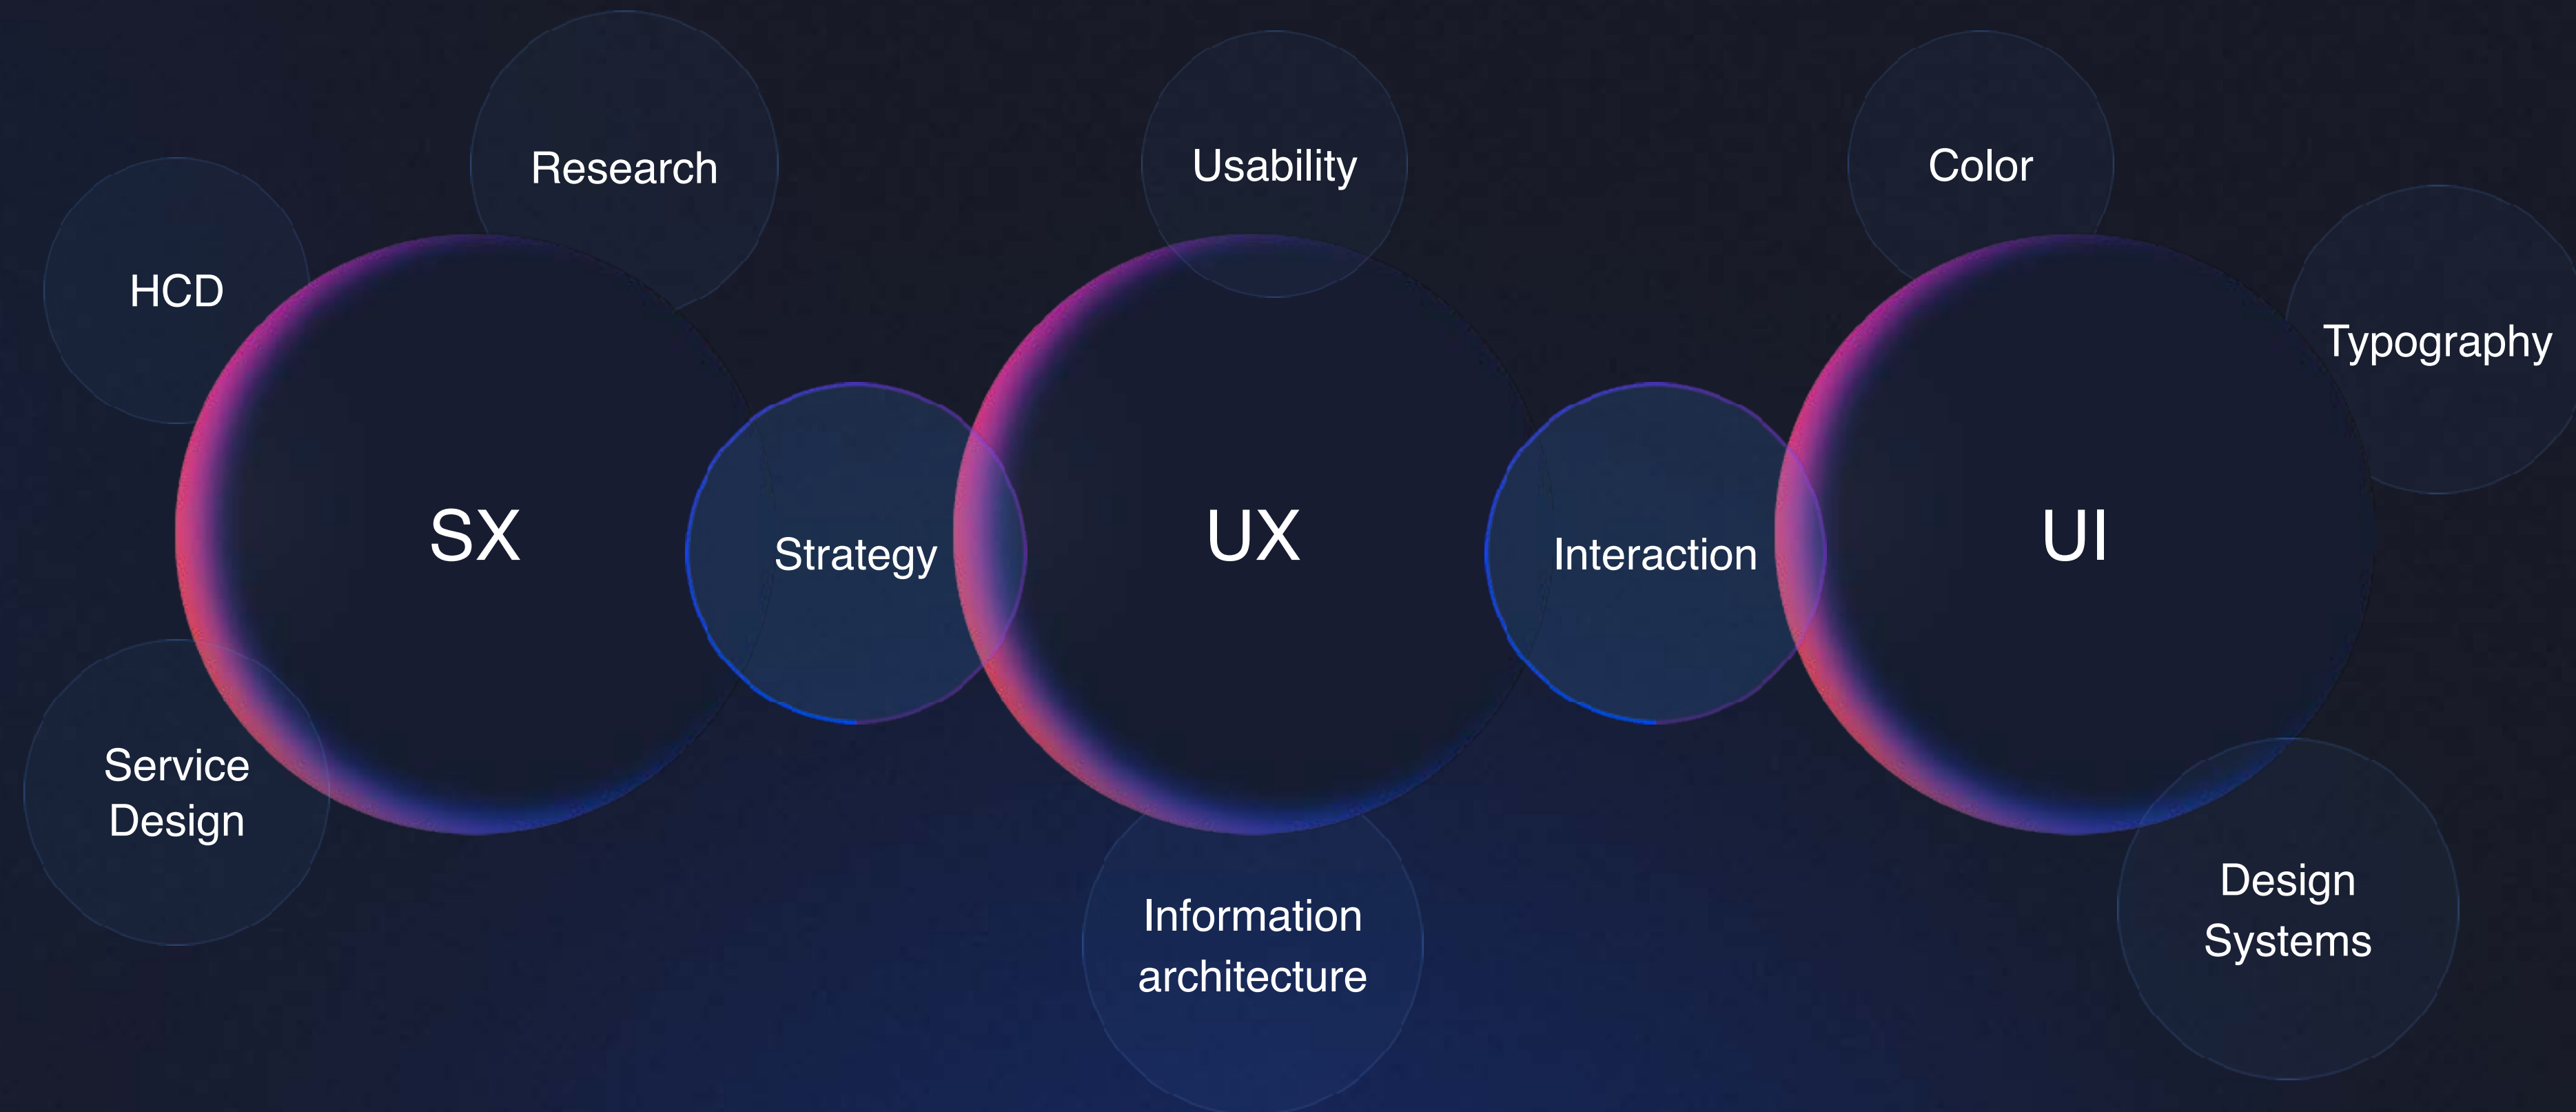 Research
Usability
Color
HCD
Typography
SX
Strategy
UX
Interaction
UI
Service
Design
Information
architecture
Design
Systems